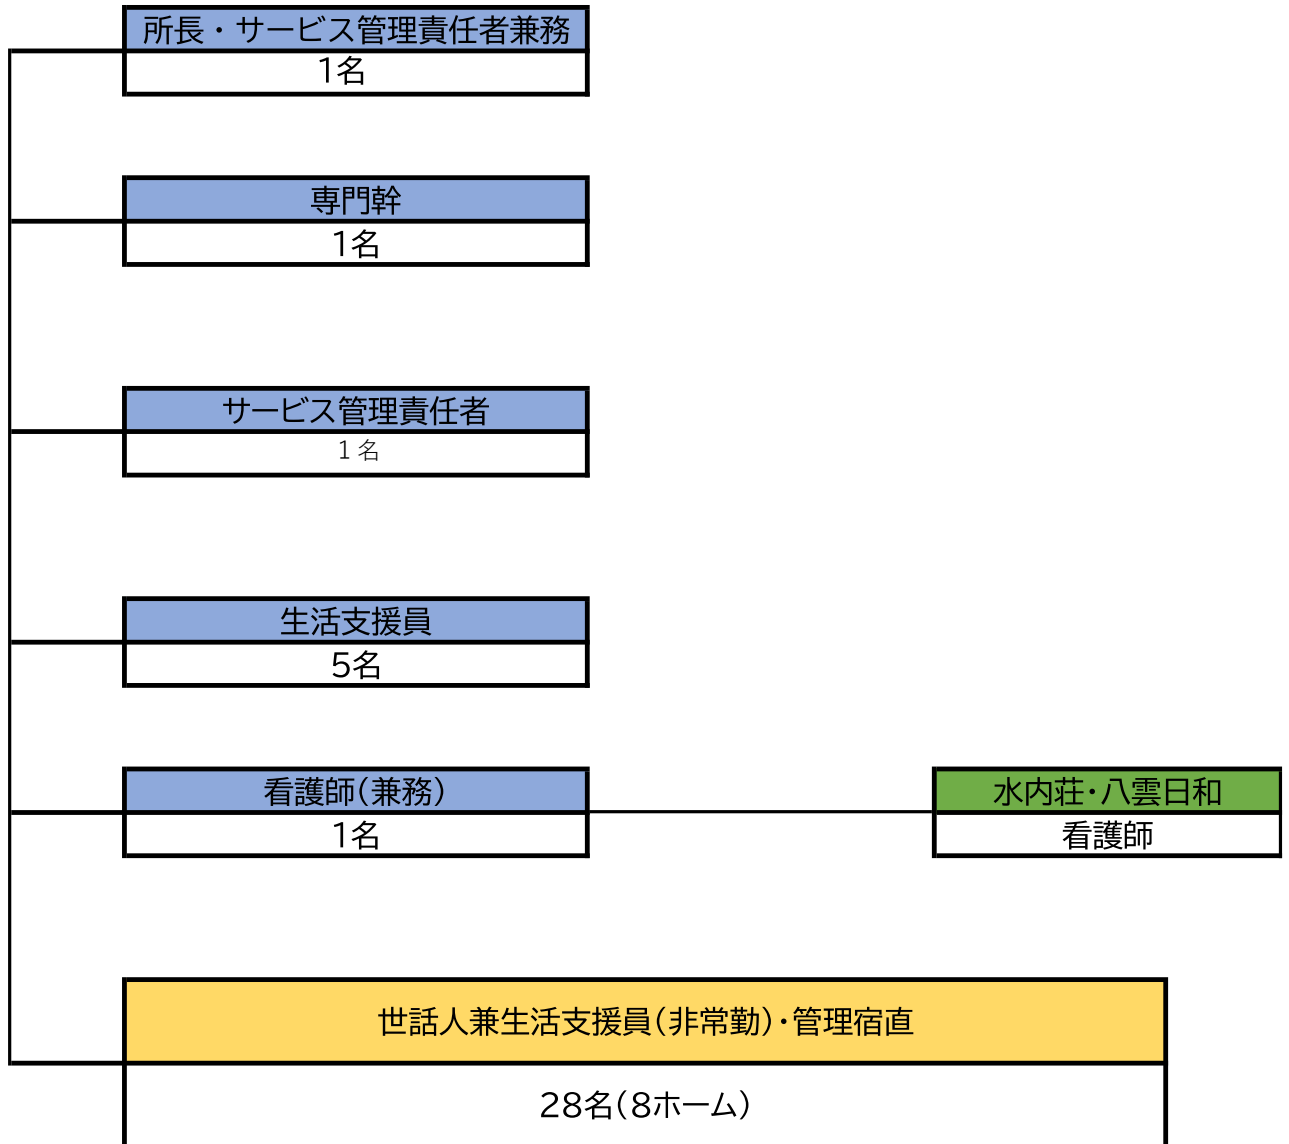 所長・サービス管理責任者兼務
1名
専門幹
1名
サービス管理責任者
1 名
生活支援員
5名
看護師(兼務)
1名
水内荘・八雲日和
看護師
世話人兼生活支援員(非常勤)・管理宿直
28名(8ホーム)